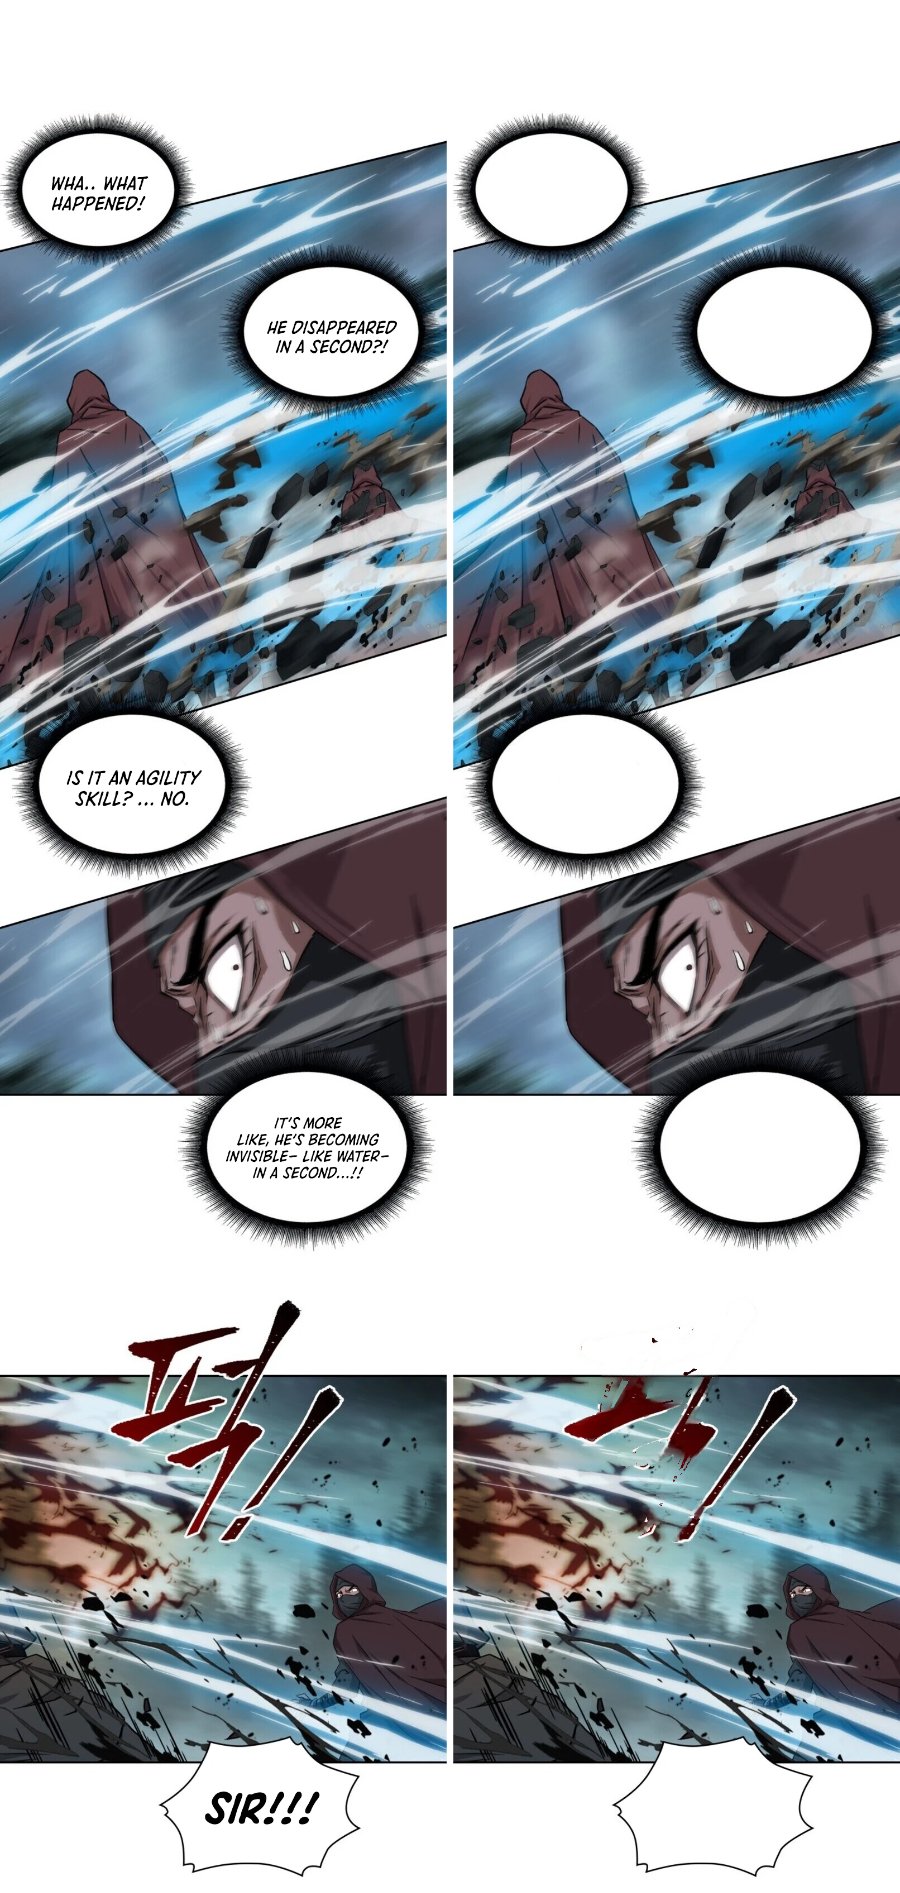 WHA.. WHAT
HAPPENED!
HE DISAPPEARED
IN A SECOND?!
IS IT AN AGILITY
SKILL? ... NO.
IT'S MORE
LIKE, HE'S BECOMING
INVISIBLE- LIKE WATER-
IN A SECOND...!!
퍽!!
SIR!!!